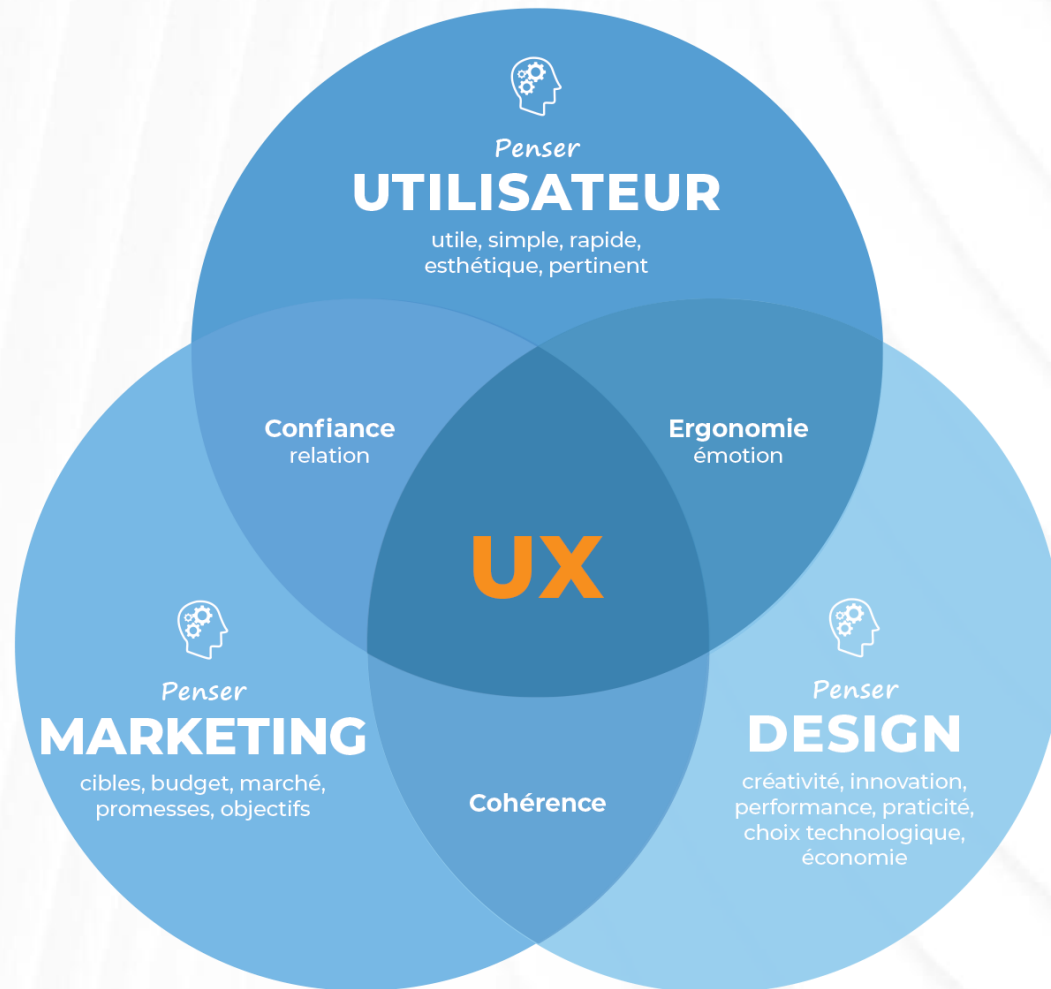 Penser
UTILISATEUR
utile, simple, rapide,
esthétique, pertinent
Confiance
relation
Ergonomie
émotion
UX
Penser
MARKETING
cibles, budget, marché,
promesses, objectifs
Cohérence
Penser
DESIGN
créativité, innovation,
performance, praticité,
choix technologique,
économie